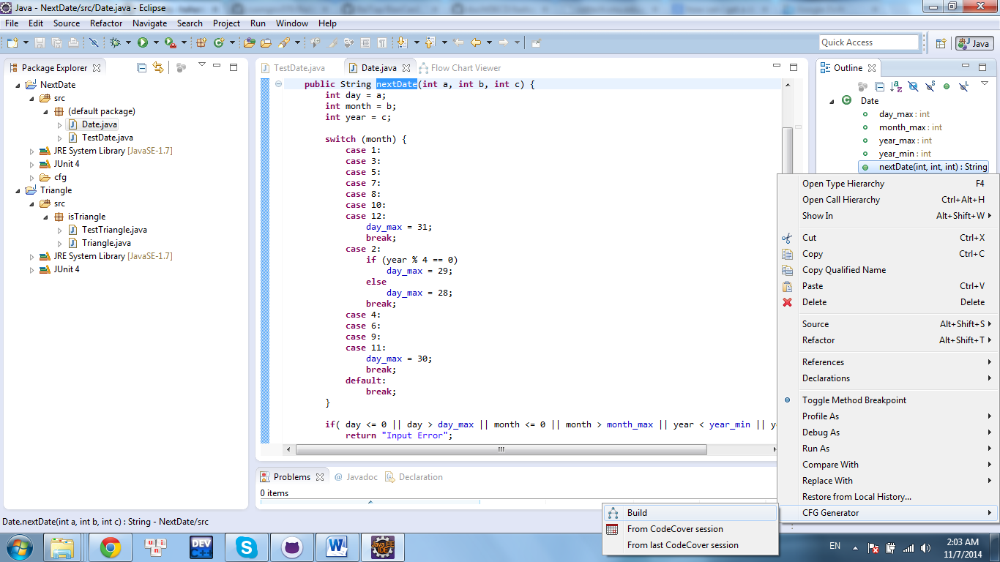 Java - NextDate/src/Date.java - Eclipse
File Edit Source Refactor Navigate Search Project Run Window Help
Quick Access
Java
Package Explorer
NextDate
src
(default package)
Date.java
TestDate.java
JRE System Library [JavaSE-1.7]
JUnit 4
cfg
Triangle
src
isTriangle
TestTriangle.java
Triangle.java
JRE System Library [JavaSE-1.7]
JUnit 4
TestDate.java Date.java Flow Chart Viewer
public String nextDate(int a, int b, int c) {
int day = a;
int month = b;
int year = c;
switch (month) {
case 1:
case 3:
case 5:
case 7:
case 8:
case 10:
case 12:
day_max = 31;
break;
case 2:
if (year % 4 == 0)
day_max = 29;
else
day_max = 28;
break;
case 4:
case 6:
case 9:
case 11:
day_max = 30;
break;
default:
break;
}
if( day <= 0 || day > day_max || month <= 0 || month > month_max || year < year_min || ye
return "Input Error";
Problems @ Javadoc Declaration
0 items
Outline
Date
day_max : int
month_max : int
year_max : int
year_min : int
nextDate(int, int, int) : String
Open Type Hierarchy F4
Open Call Hierarchy Ctrl+Alt+H
Show In Alt+Shift+W
Cut Ctrl+X
Copy Ctrl+C
Copy Qualified Name
Paste Ctrl+V
Delete Delete
Source Alt+Shift+S
Refactor Alt+Shift+T
References
Declarations
Toggle Method Breakpoint
Profile As
Debug As
Run As
Compare With
Replace With
Restore from Local History...
CFG Generator
Build
From CodeCover session
From last CodeCover session
Date.nextDate(int a, int b, int c) : String - NextDate/src
DEV
C++
Java EE
IDE
EN
2:03 AM
11/7/2014